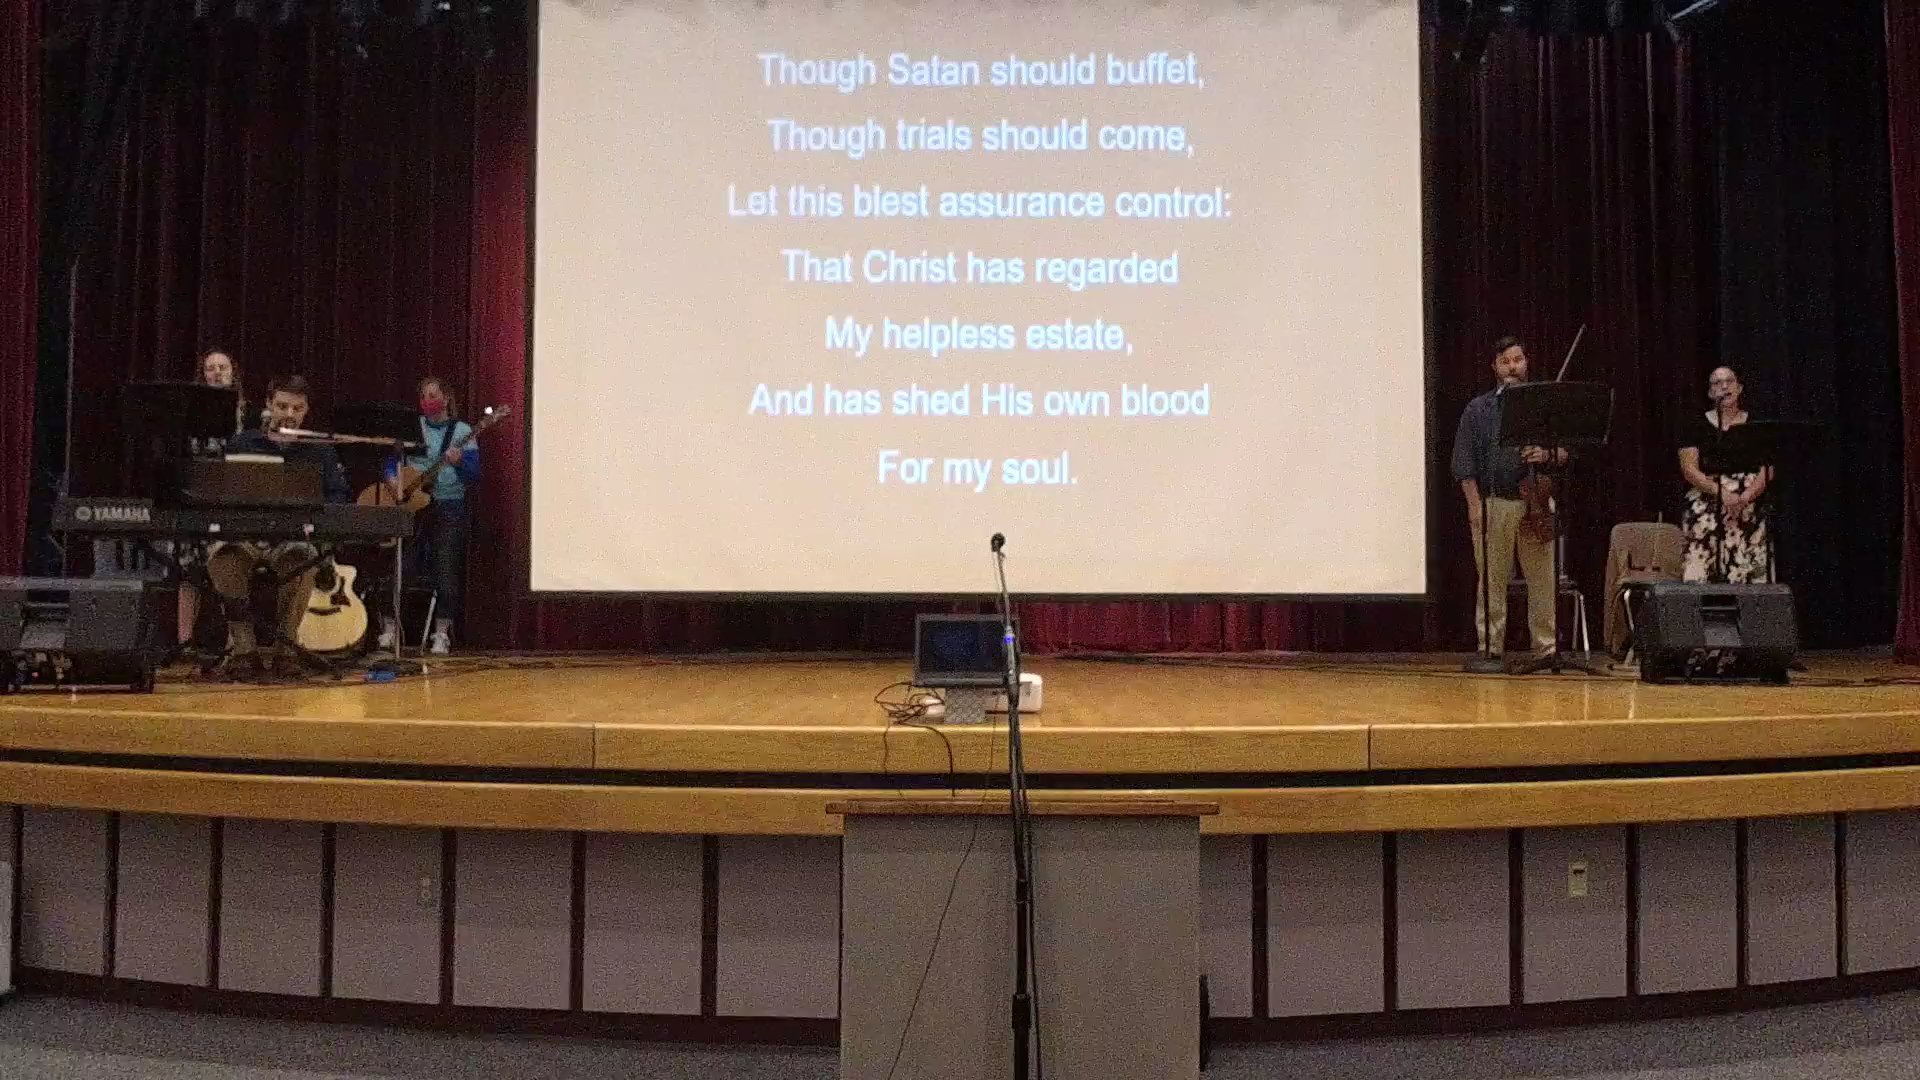 Though Satan should buffet,
Though trials should come,
Let this blest assurance control:
That Christ has regarded
My helpless estate,
And has shed His own blood
For my soul.
YAMAHA